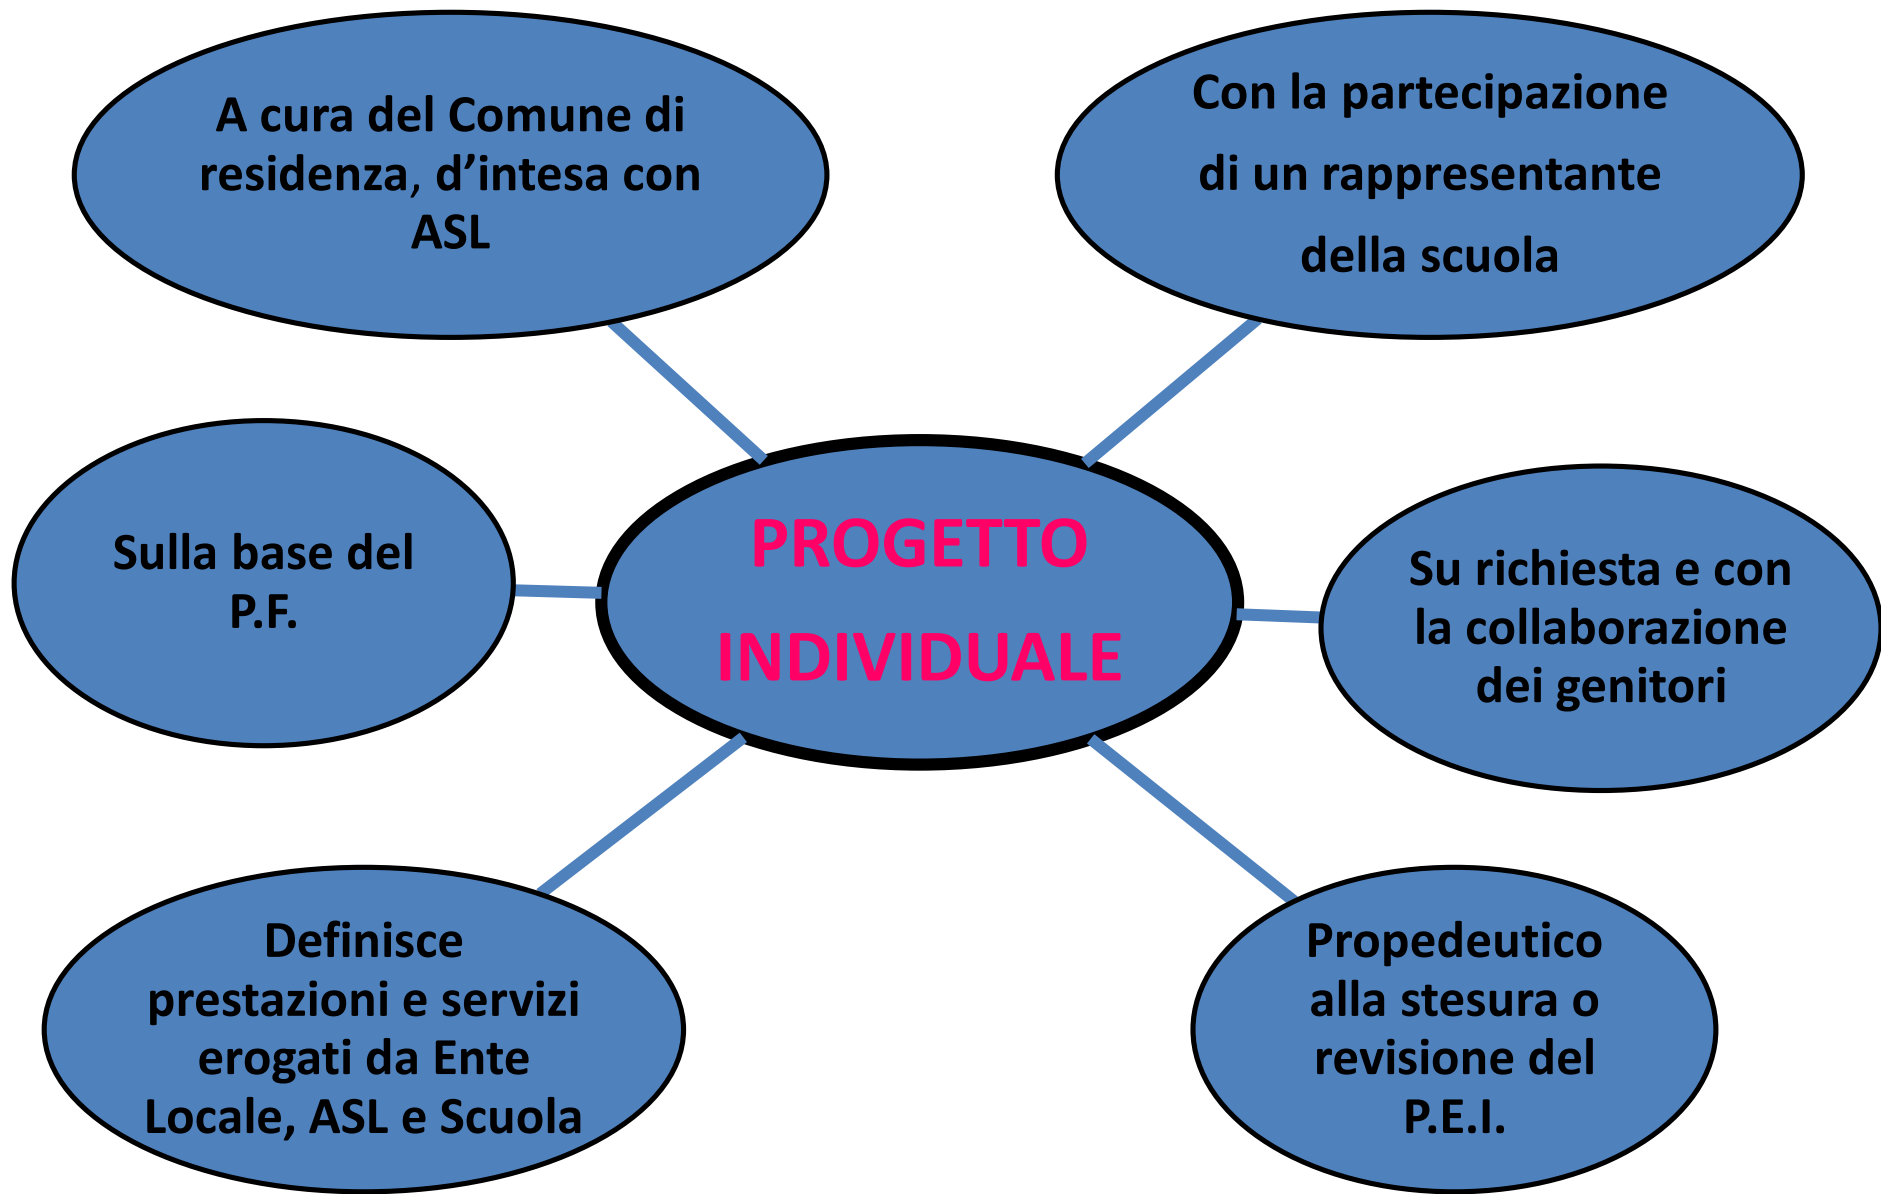 A cura del Comune di
residenza, d’intesa con
ASL
Con la partecipazione
di un rappresentante
della scuola
Sulla base del
P.F.
PROGETTO
INDIVIDUALE
Su richiesta e con
la collaborazione
dei genitori
Definisce
prestazioni e servizi
erogati da Ente
Locale, ASL e Scuola
Propedeutico
alla stesura o
revisione del
P.E.I.